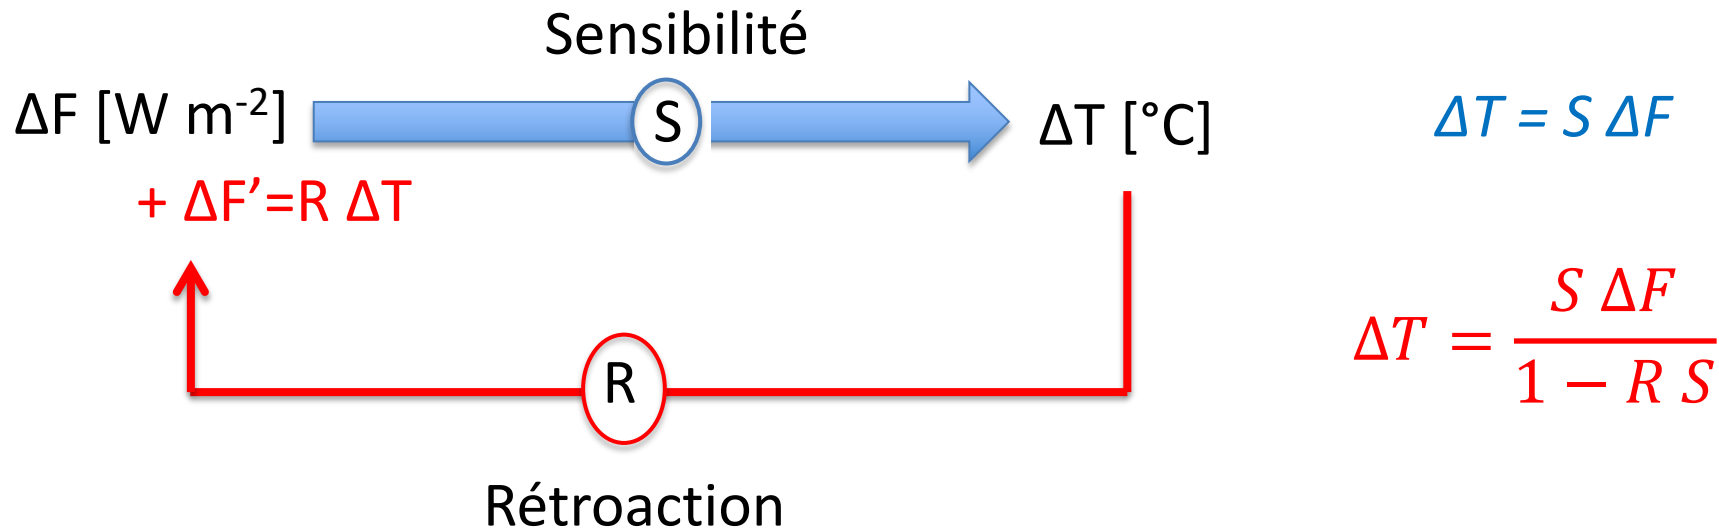 Sensibilité
ΔF [W m⁻²]
S
ΔT [°C]
ΔT = S ΔF
+ ΔF’=R ΔT
S ΔF
ΔT =
1 − R S
R
Rétroaction